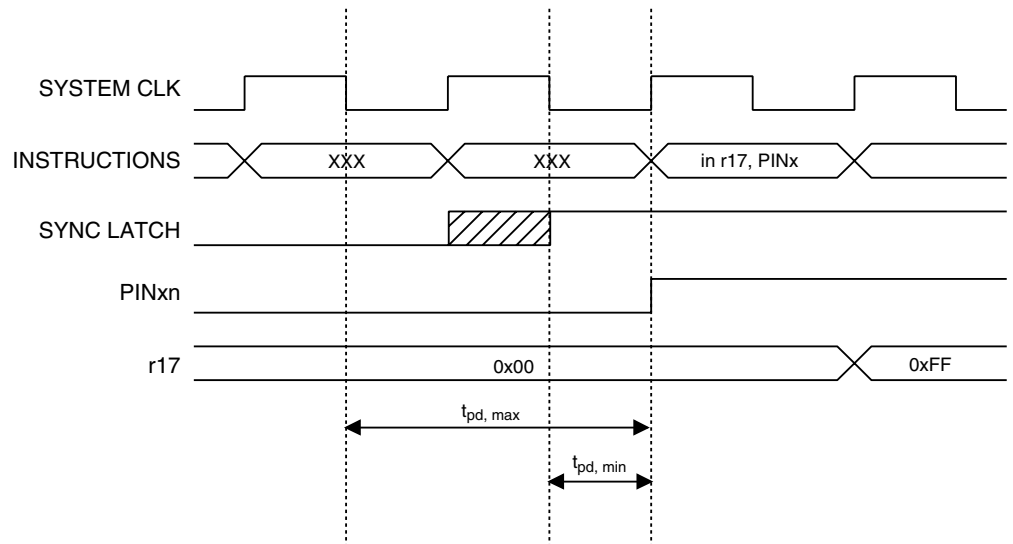 SYSTEM CLK
INSTRUCTIONS XXX XXX in r17, PINx
SYNC LATCH
PINxn
r17 0x00 0xFF
tpd, max
tpd, min